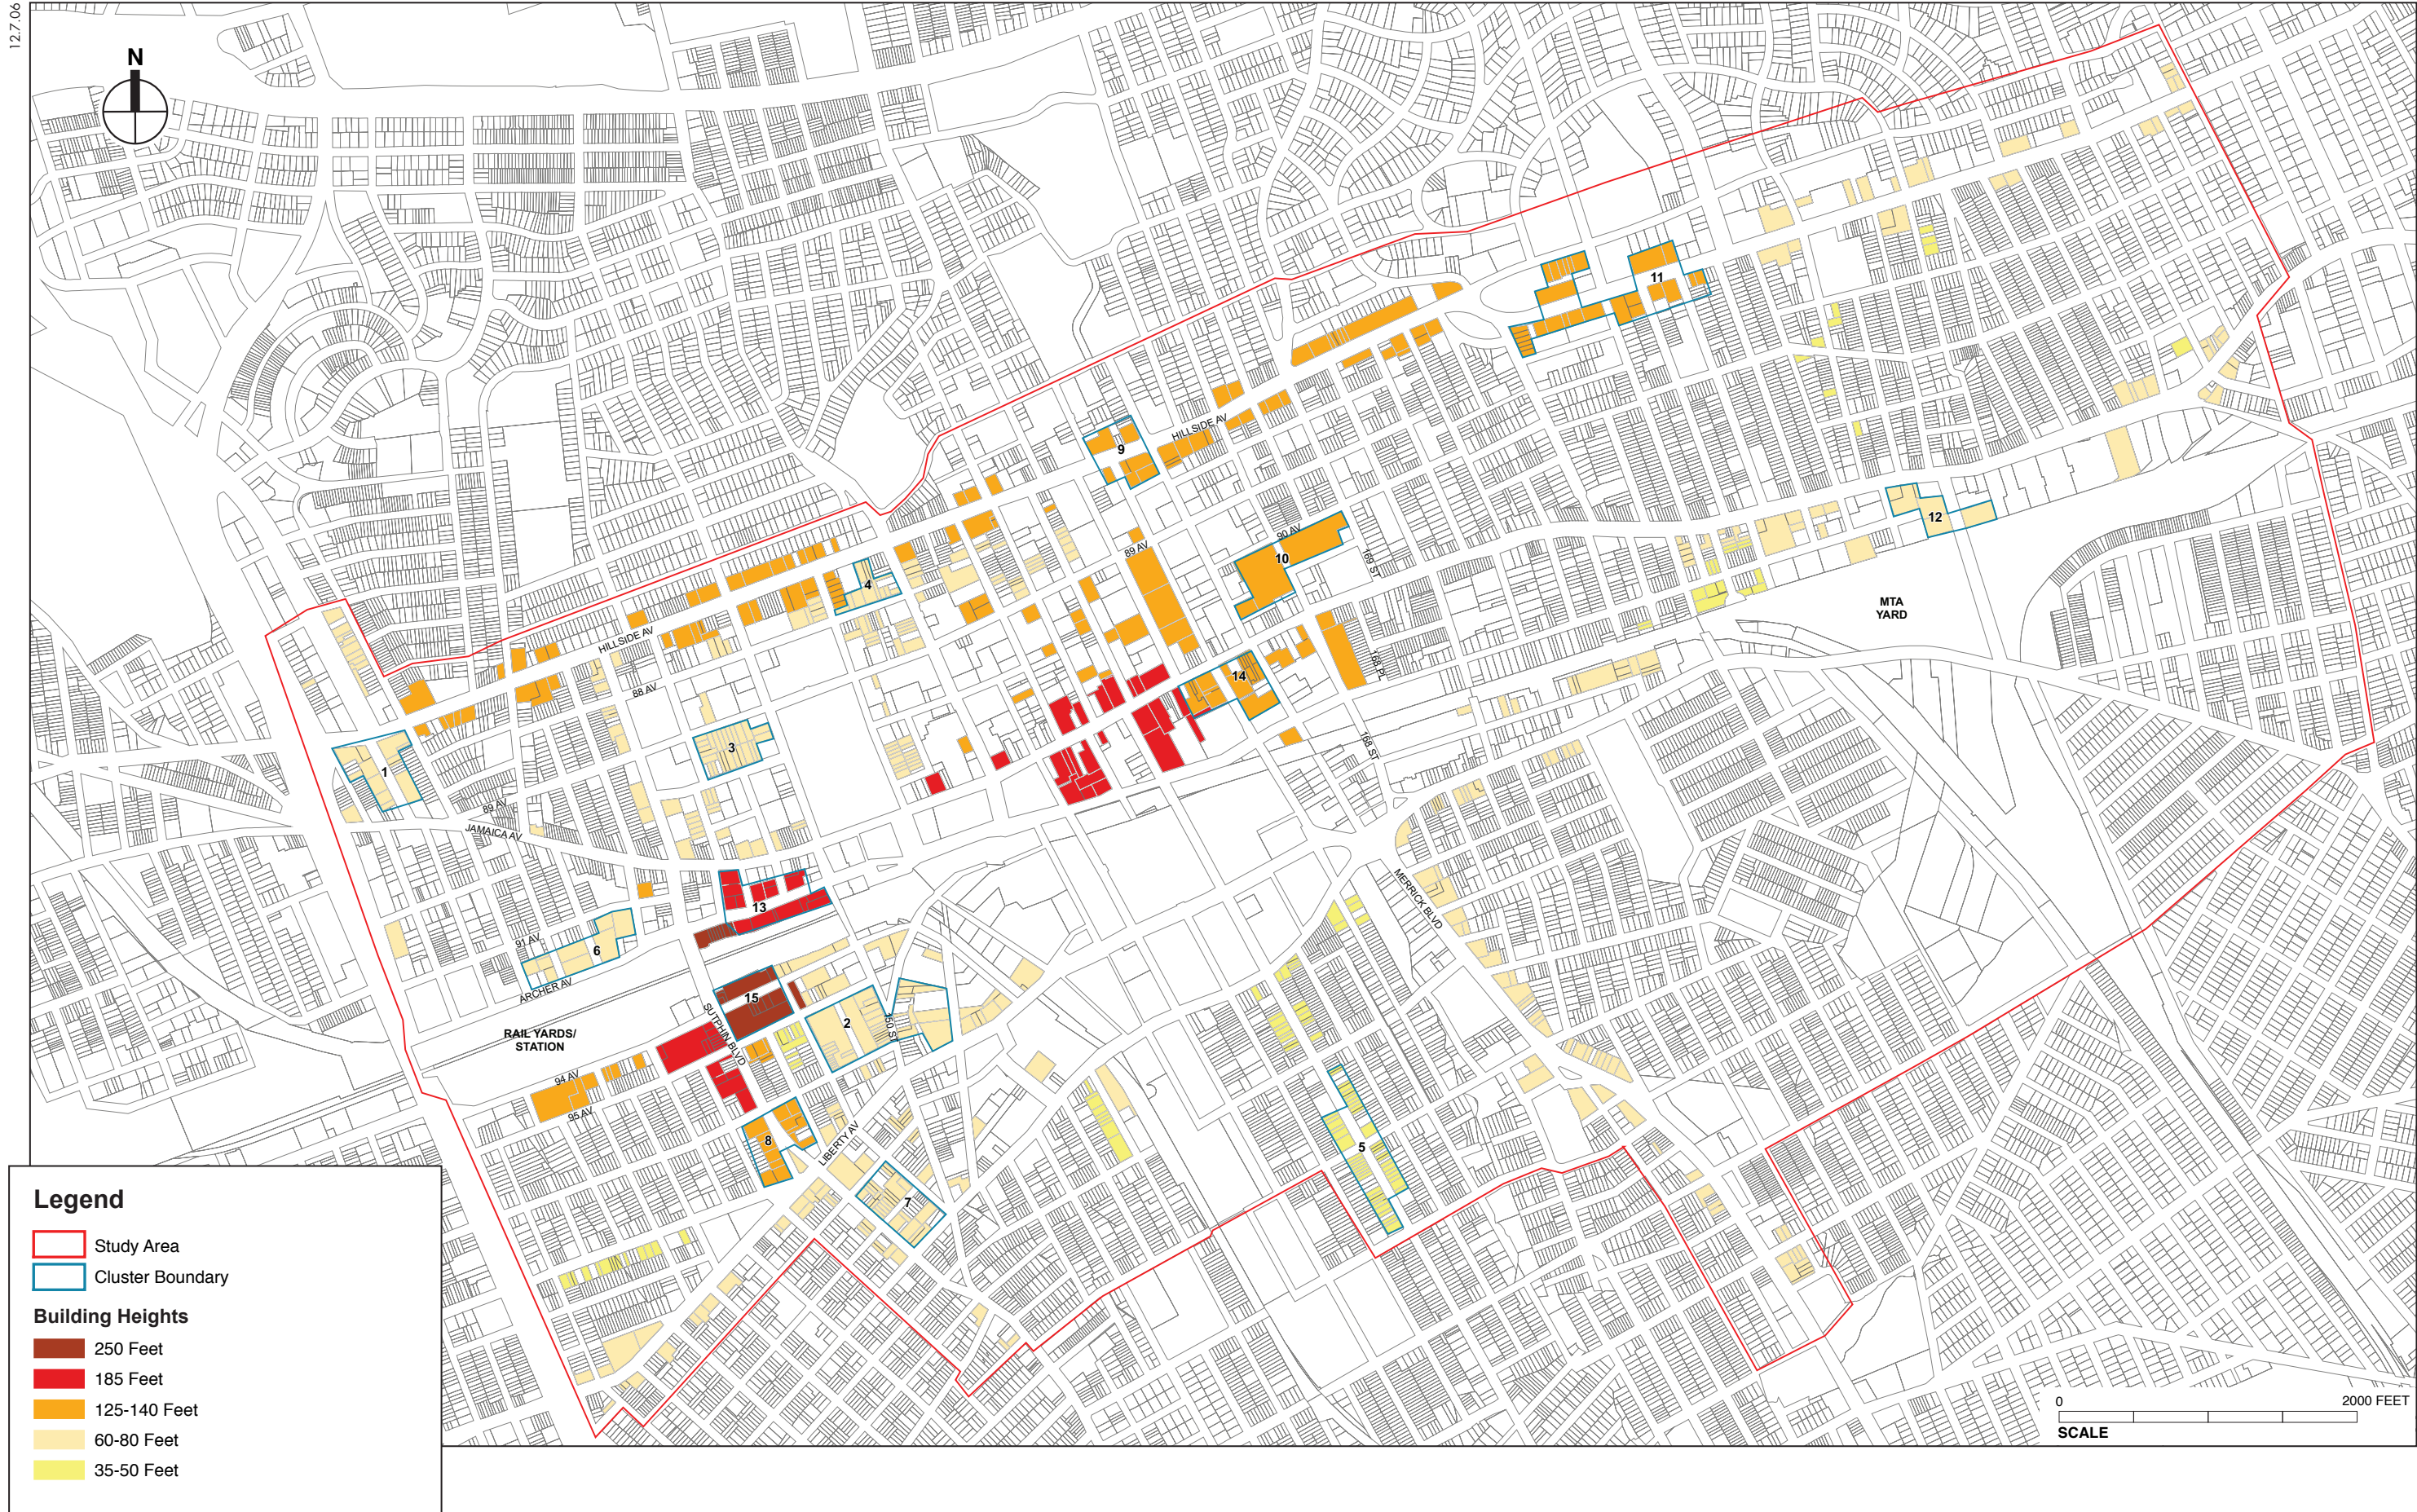 12.7.06
N
11
9
HILLSIDE AV
12
90 AV
89 AV
10
169 ST
4
MTA
YARD
HILLSIDE AV
168 PL
14
88 AV
3
168 ST
1
89 AV
JAMAICA AV
MERRICK BLVD
13
91 AV
6
ARCHER AV
15
SUTPHIN BLVD
2
150 ST
RAIL YARDS/
STATION
94 AV
95 AV
8
LIBERTY AV
5
7
Legend
Study Area
Cluster Boundary
Building Heights
250 Feet
185 Feet
125-140 Feet
60-80 Feet
35-50 Feet
0
2000 FEET
SCALE